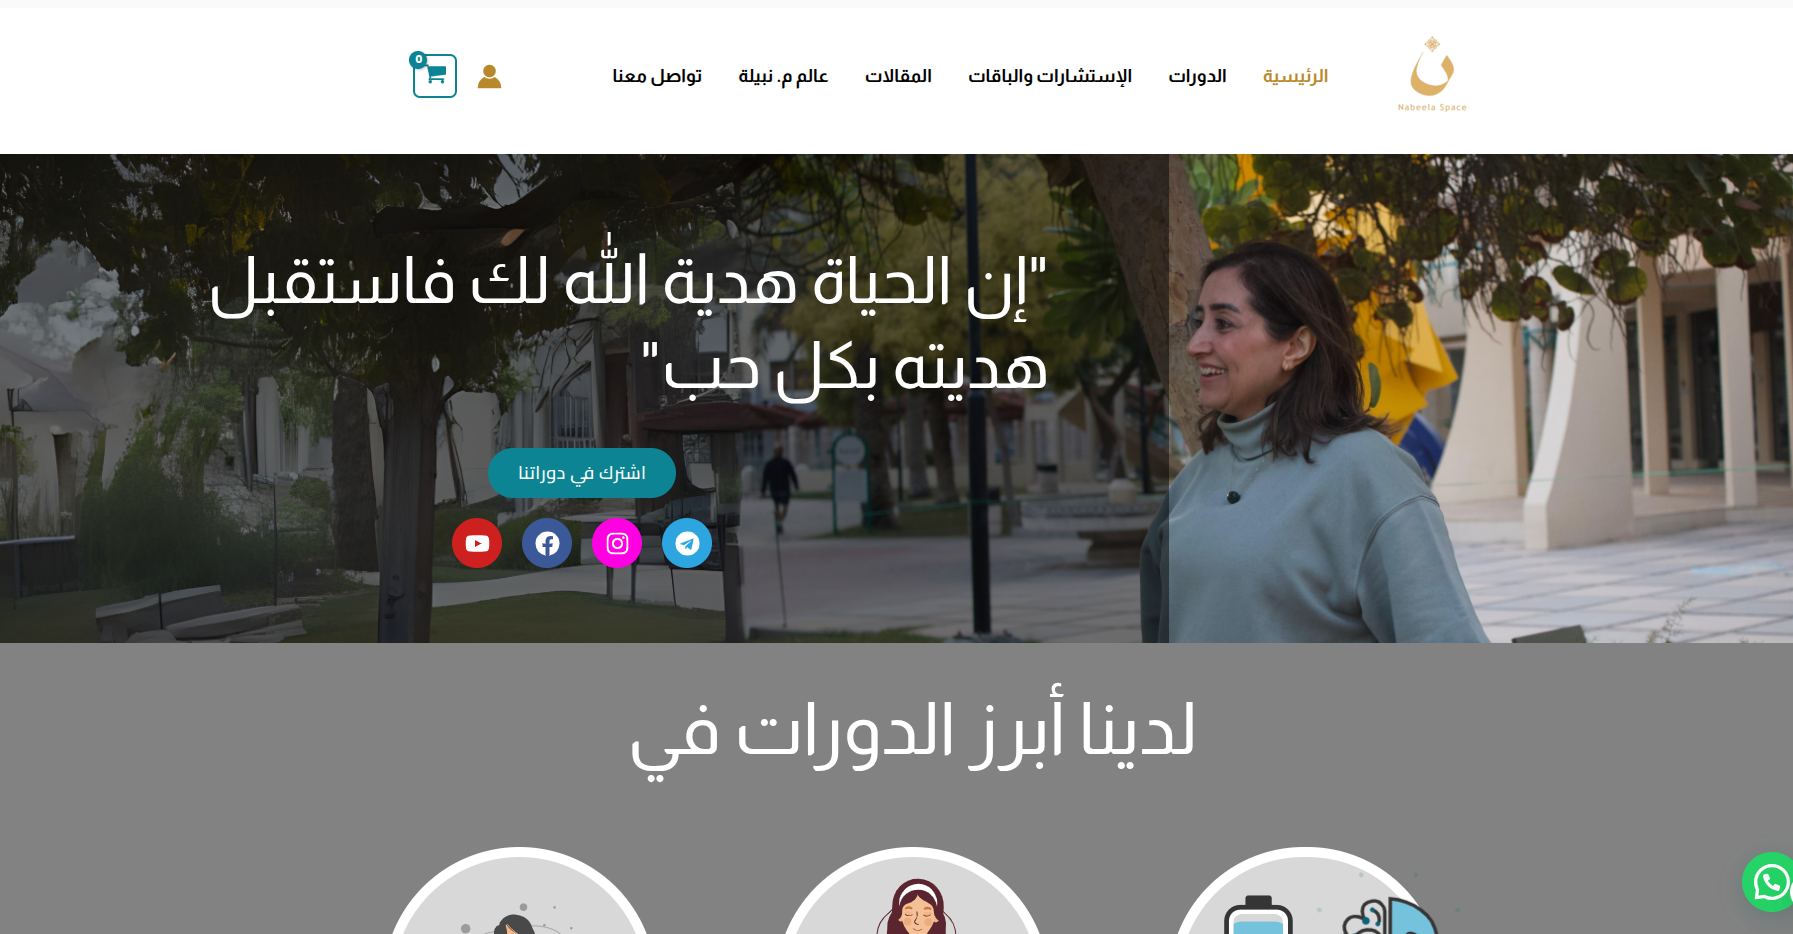 Nabeela Space
الرئيسية
الدورات
الإستشارات والباقات
المقالات
عالم م. نبيلة
تواصل معنا
0
"إن الحياة هدية الله لك فاستقبل
هديته بكل حب"
اشترك في دوراتنا
لدينا أبرز الدورات في